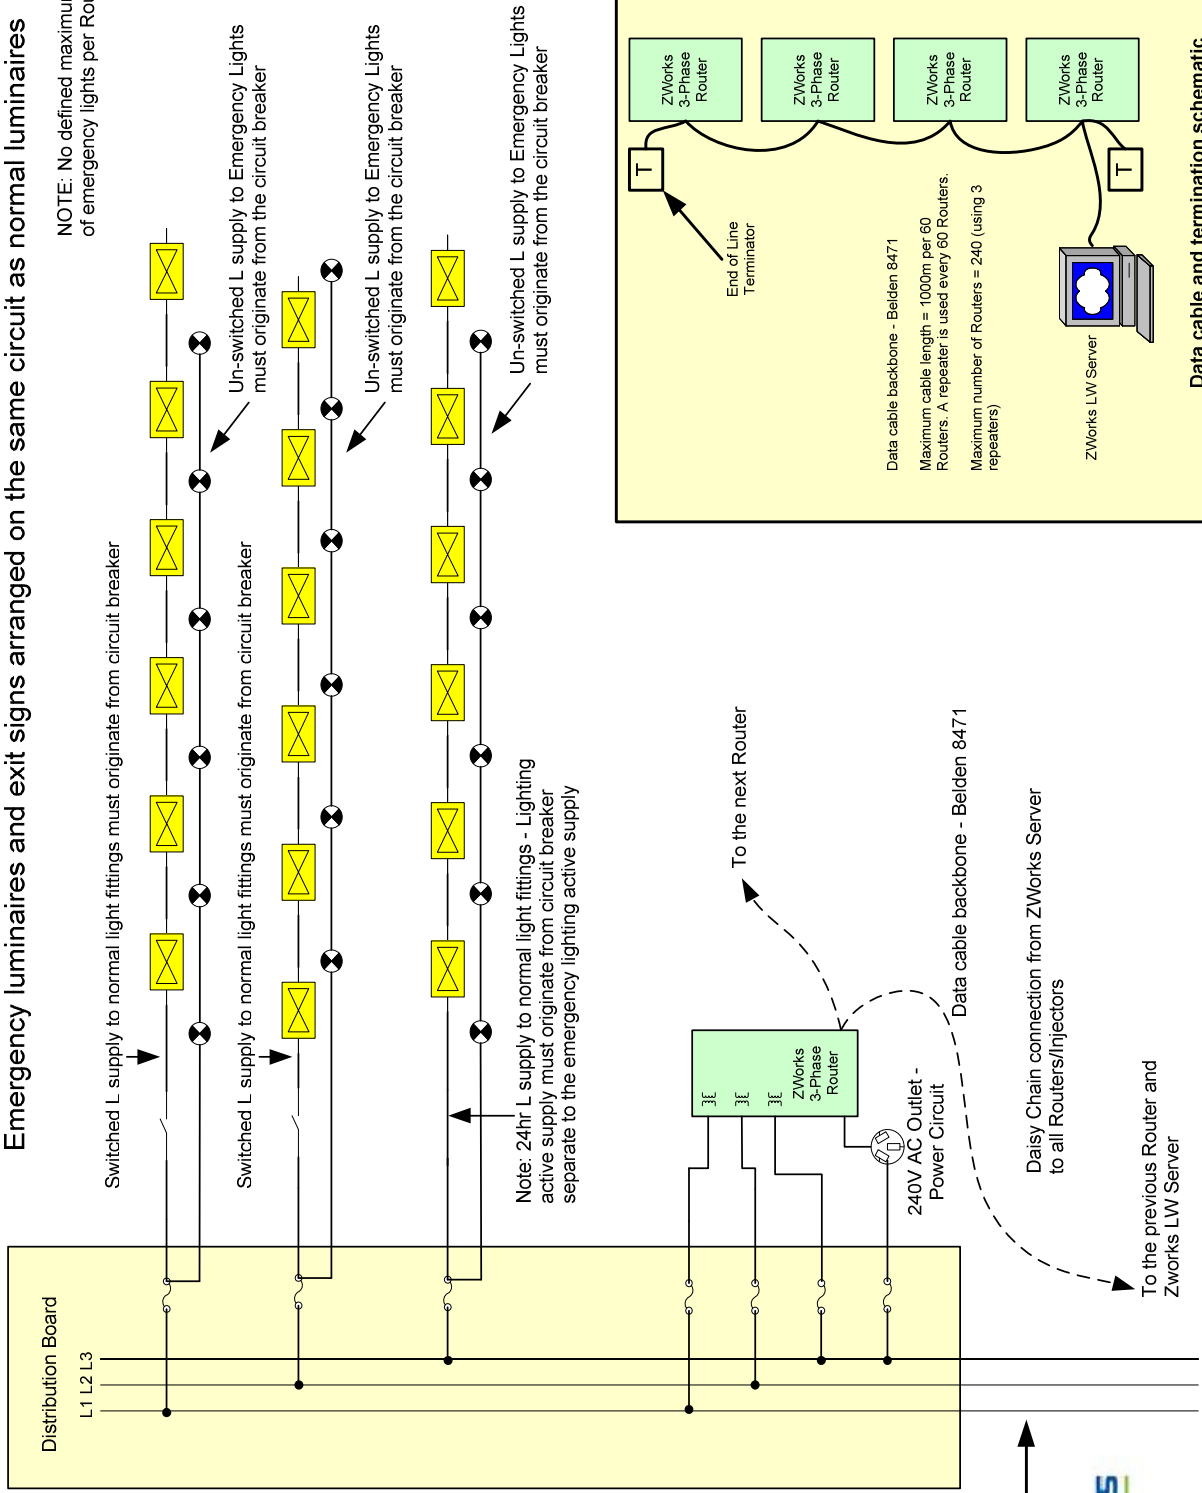 Emergency luminaires and exit signs arranged on the same circuit as normal luminaires
NOTE: No defined maximum
of emergency lights per
Switched L supply to normal light fittings must originate from circuit breaker
Un-switched L supply to Emergency Lights
must originate from the circuit breaker
Switched L supply to normal light fittings must originate from circuit breaker
Un-switched L supply to Emergency Lights
must originate from the circuit breaker
Un-switched L supply to Emergency Lights
must originate from the circuit breaker
Note: 24hr L supply to normal light fittings - Lighting
active supply must originate from circuit breaker
separate to the emergency lighting active supply
Distribution Board
L1 L2 L3
ZWorks
3-Phase
Router
240V AC Outlet -
Power Circuit
To the next Router
Data cable backbone - Belden 8471
Daisy Chain connection from ZWorks Server
to all Routers/Injectors
To the previous Router and
Zworks LW Server
ZWorks
3-Phase
Router
ZWorks
3-Phase
Router
ZWorks
3-Phase
Router
ZWorks
3-Phase
Router
T
T
End of Line
Terminator
Data cable backbone - Belden 8471
Maximum cable length = 1000m per 60
Routers. A repeater is used every 60 Routers.
Maximum number of Routers = 240 (using 3
repeaters)
ZWorks LW Server
Data cable and termination schematic